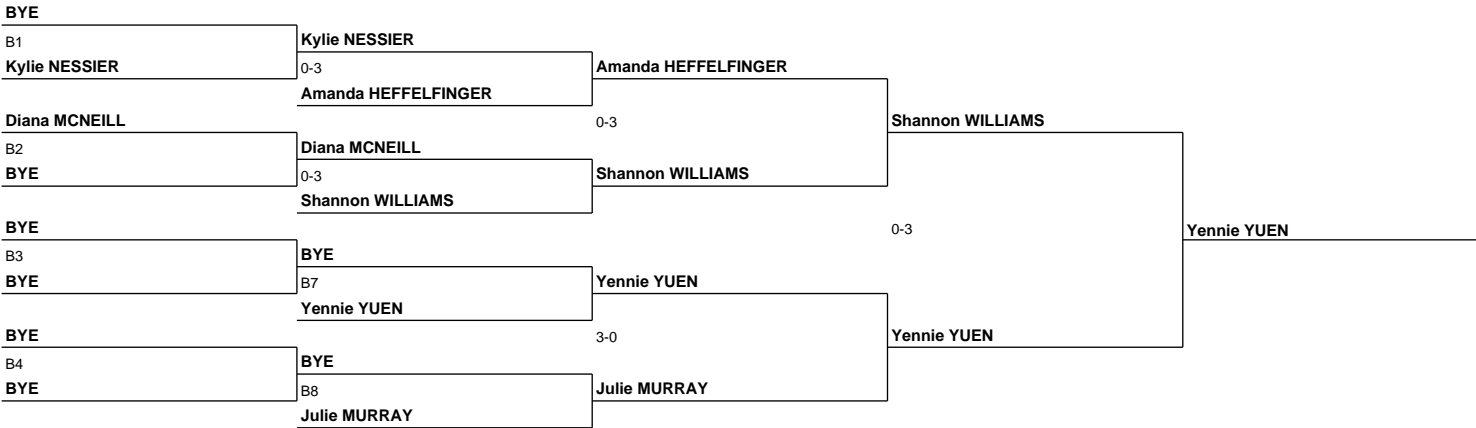 BYE
B1
Kylie NESSIER
Kylie NESSIER
0-3
Amanda HEFFELFINGER
Amanda HEFFELFINGER
Diana MCNEILL
B2
BYE
Diana MCNEILL
0-3
Shannon WILLIAMS
0-3
Shannon WILLIAMS
Shannon WILLIAMS
BYE
B3
BYE
BYE
B7
Yennie YUEN
Yennie YUEN
0-3
Yennie YUEN
BYE
B4
BYE
BYE
B8
Julie MURRAY
3-0
Julie MURRAY
Yennie YUEN